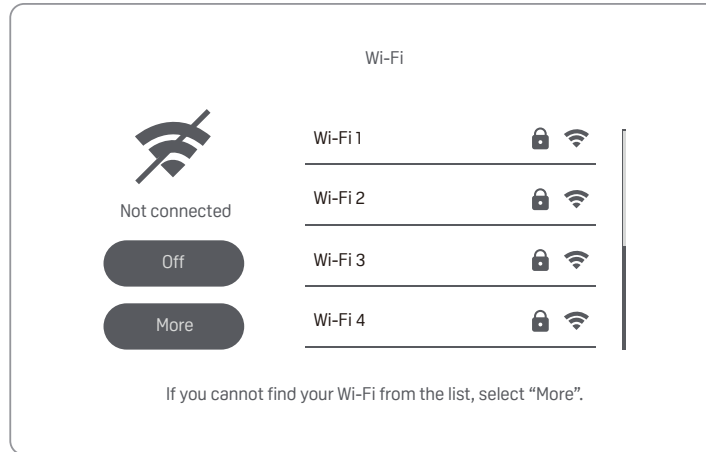 Wi-Fi
Not connected
Off
More
Wi-Fi 1
Wi-Fi 2
Wi-Fi 3
Wi-Fi 4
If you cannot find your Wi-Fi from the list, select “More”.